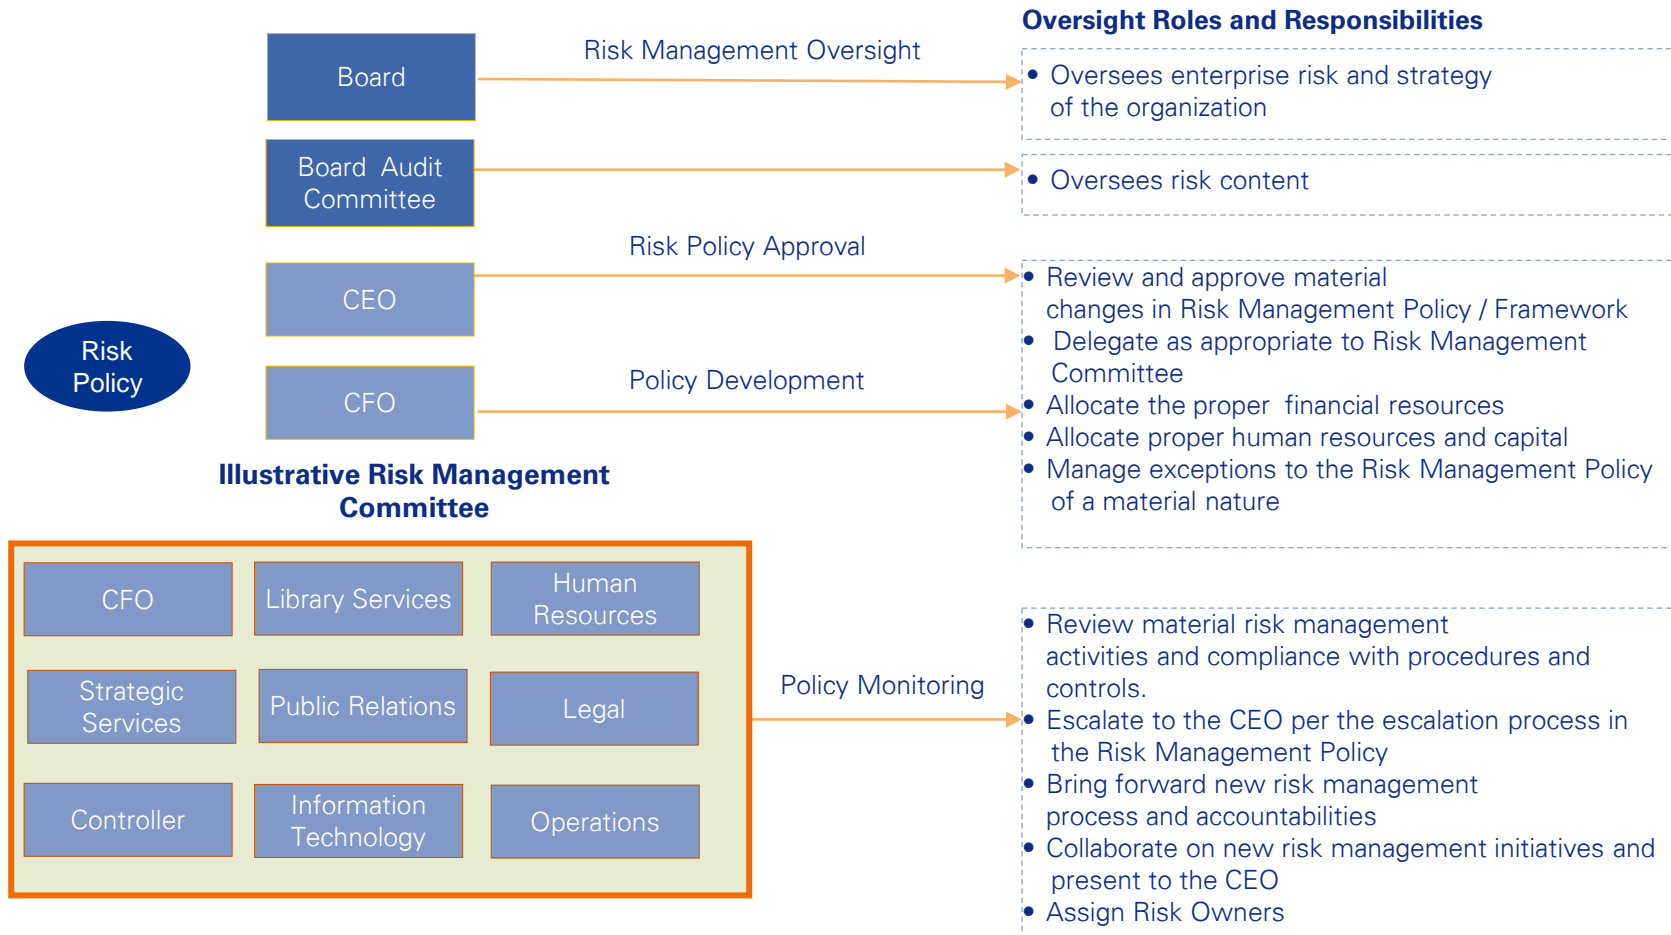 Oversight Roles and Responsibilities
Board
Risk Management Oversight
• Oversees enterprise risk and strategy
of the organization
Board Audit
Committee
• Oversees risk content
CEO
Risk Policy Approval
CFO
Policy Development
• Review and approve material
changes in Risk Management Policy / Framework
• Delegate as appropriate to Risk Management
Committee
• Allocate the proper financial resources
• Allocate proper human resources and capital
• Manage exceptions to the Risk Management Policy
of a material nature
Risk
Policy
Illustrative Risk Management
Committee
CFO
Library Services
Human
Resources
Strategic
Services
Public Relations
Legal
Controller
Information
Technology
Operations
Policy Monitoring
• Review material risk management
activities and compliance with procedures and
controls.
• Escalate to the CEO per the escalation process in
the Risk Management Policy
• Bring forward new risk management
process and accountabilities
• Collaborate on new risk management initiatives and
present to the CEO
• Assign Risk Owners